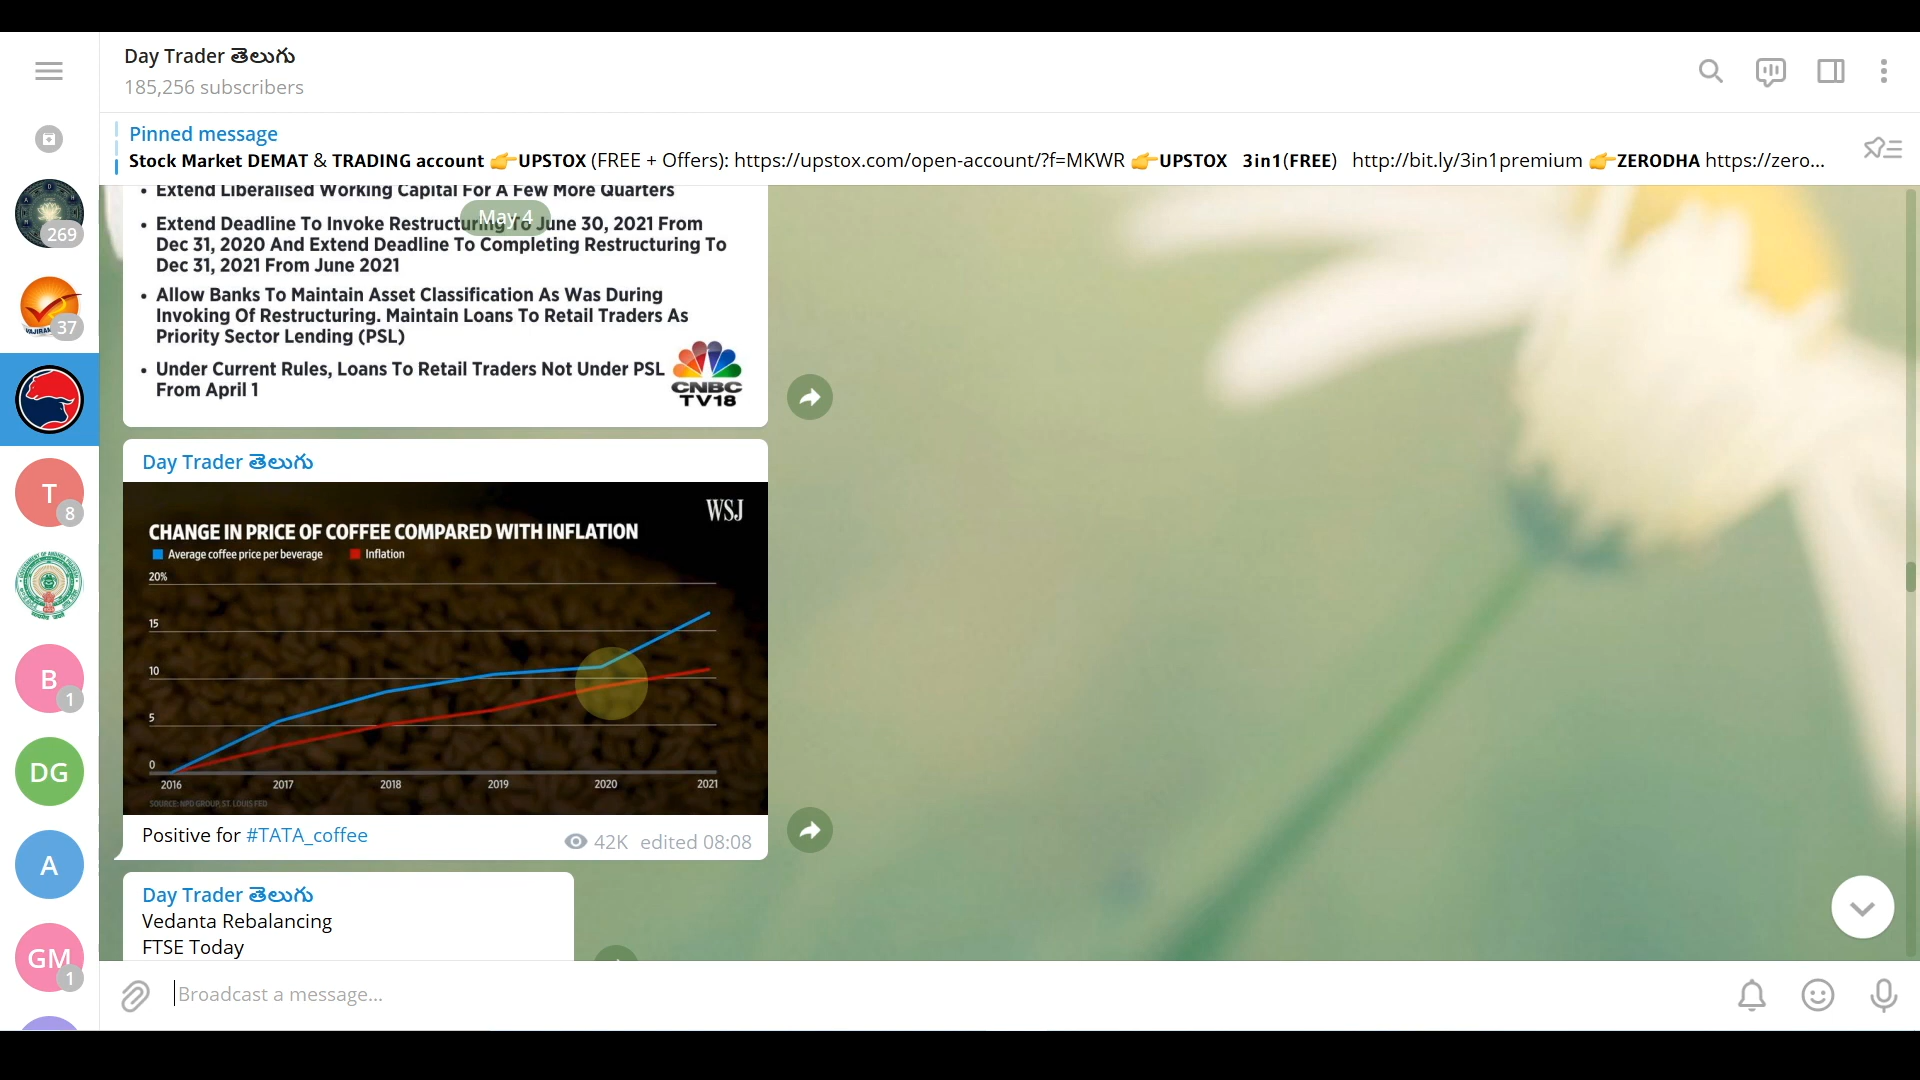 Day Trader తెలుగు
185,256 subscribers
Pinned message
Stock Market DEMAT & TRADING account 👉UPSTOX (FREE + Offers): https://upstox.com/open-account/?f=MKWR 👉UPSTOX 3in1(FREE) http://bit.ly/3in1premium 👉ZERODHA https://zero...
269
37
8
T
B
1
DG
A
GM
1
• Extend Liberalised Working Capital For A Few More Quarters
May 4
• Extend Deadline To Invoke Restructuring To June 30, 2021 From
Dec 31, 2020 And Extend Deadline To Completing Restructuring To
Dec 31, 2021 From June 2021
• Allow Banks To Maintain Asset Classification As Was During
Invoking Of Restructuring. Maintain Loans To Retail Traders As
Priority Sector Lending (PSL)
• Under Current Rules, Loans To Retail Traders Not Under PSL
From April 1
CNBC
TV18
Day Trader తెలుగు
WSJ
CHANGE IN PRICE OF COFFEE COMPARED WITH INFLATION
Average coffee price per beverage Inflation
20%
15
10
5
0
2016 2017 2018 2019 2020 2021
SOURCE: NPD GROUP, ST. LOUIS FED
Positive for #TATA_coffee
42K edited 08:08
Day Trader తెలుగు
Vedanta Rebalancing
FTSE Today
Broadcast a message...